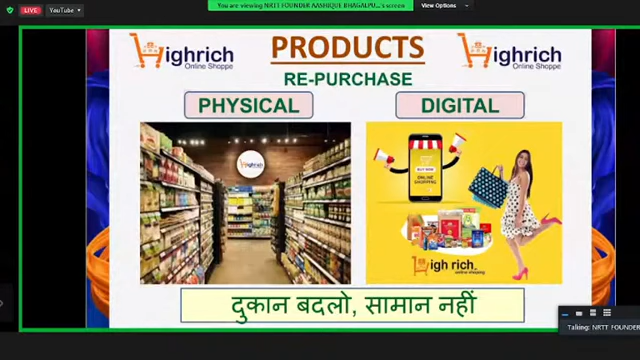 LIVE YouTube You are viewing NRTT FOUNDER AASHIQUE BHAGALPU...'s screen View Options
Highrich PRODUCTS Highrich
Online Shoppe Online Shoppe
RE-PURCHASE
PHYSICAL DIGITAL
Highrich
BUY NOW
ONLINE
SHOPPING
High rich
online shopping
दुकान बदलो, सामान नहीं
Talking: NRTT FOUNDER